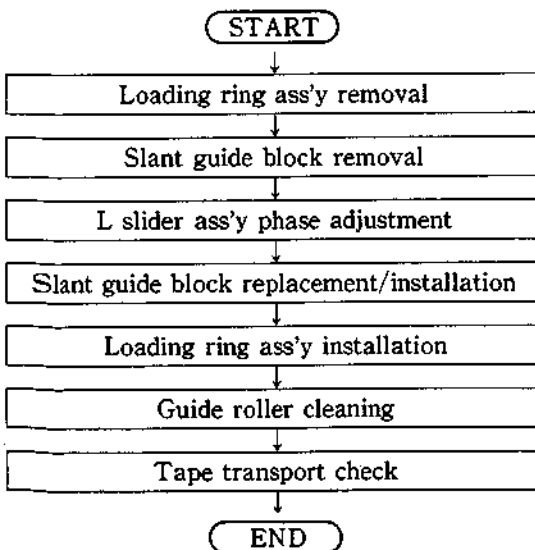 START
Loading ring ass'y removal
Slant guide block removal
L slider ass'y phase adjustment
Slant guide block replacement/installation
Loading ring ass'y installation
Guide roller cleaning
Tape transport check
END